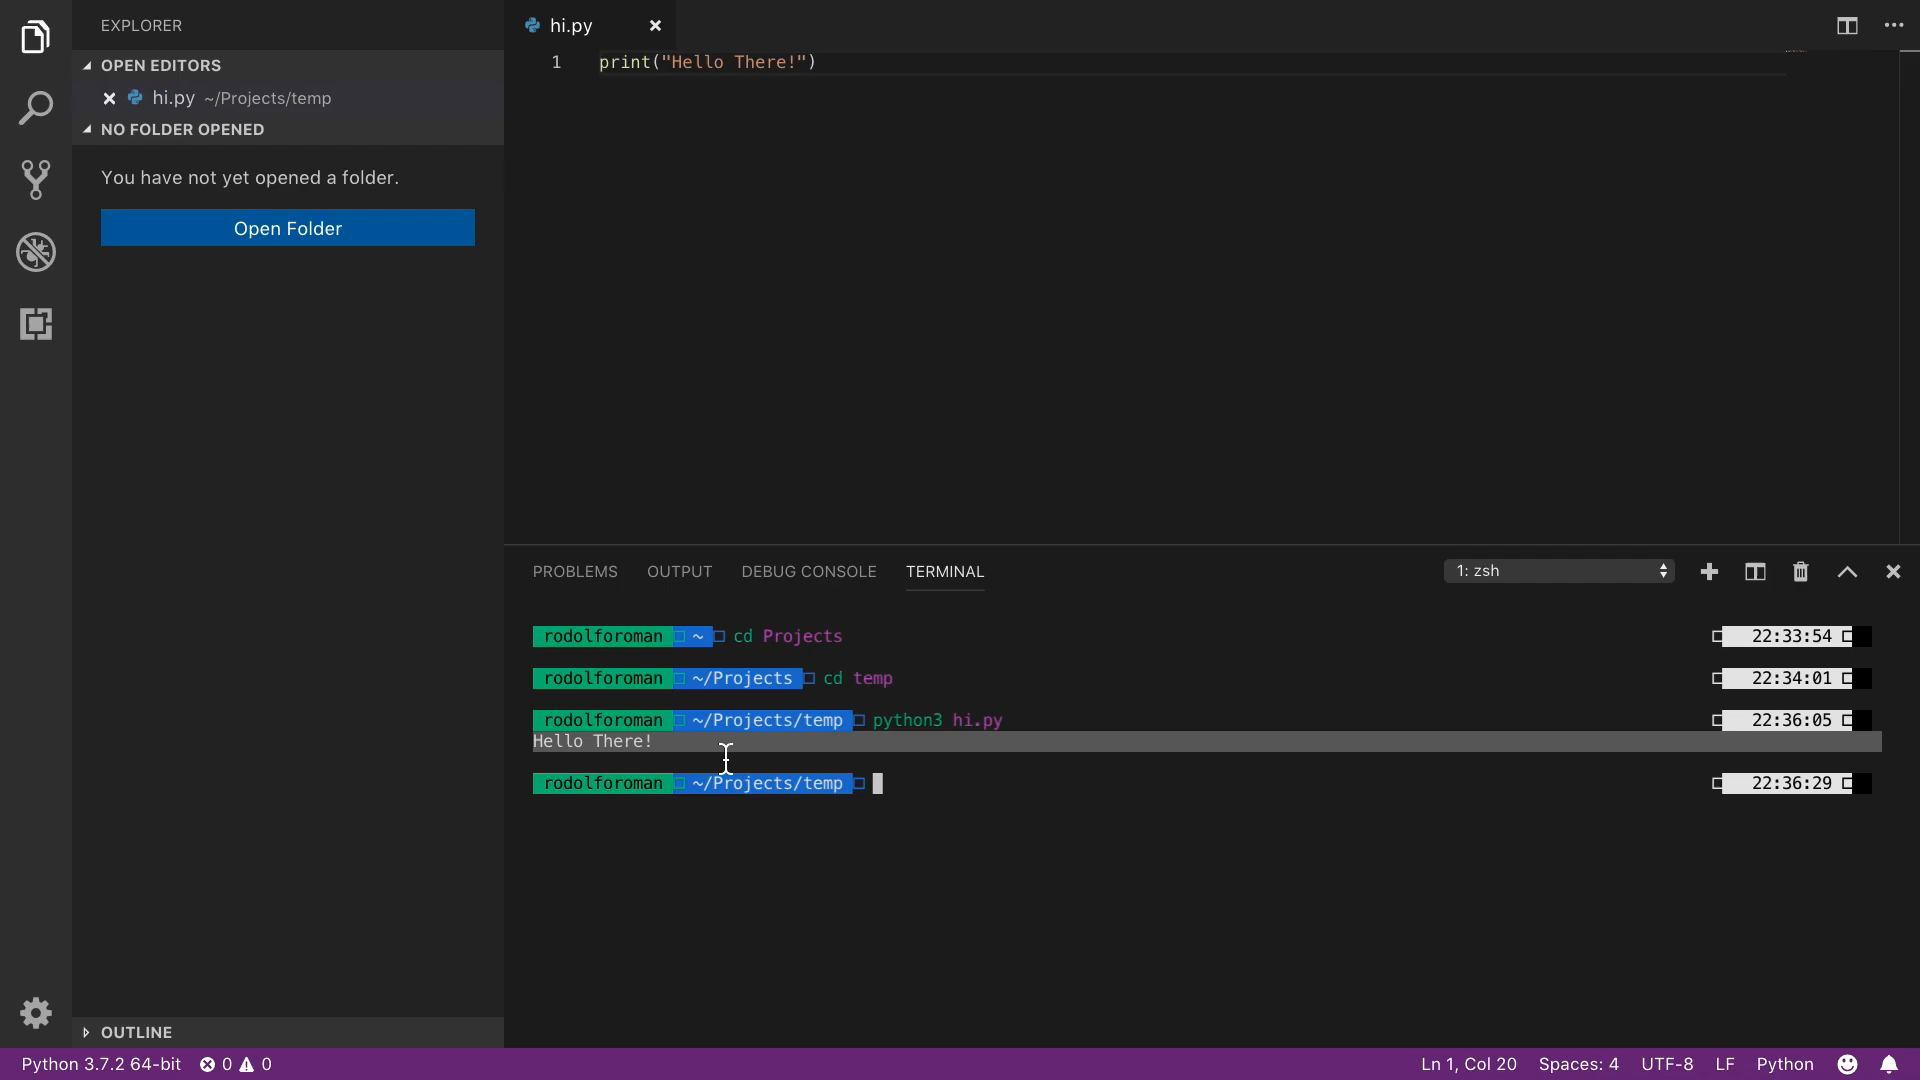 EXPLORER
OPEN EDITORS
hi.py ~/Projects/temp
NO FOLDER OPENED
You have not yet opened a folder.
Open Folder
OUTLINE
hi.py
1 print("Hello There!")
PROBLEMS OUTPUT DEBUG CONSOLE TERMINAL
1: zsh
rodolforoman ~ cd Projects 22:33:54
rodolforoman ~/Projects cd temp 22:34:01
rodolforoman ~/Projects/temp python3 hi.py 22:36:05
Hello There!
rodolforoman ~/Projects/temp 22:36:29
Python 3.7.2 64-bit 0 0 Ln 1, Col 20 Spaces: 4 UTF-8 LF Python